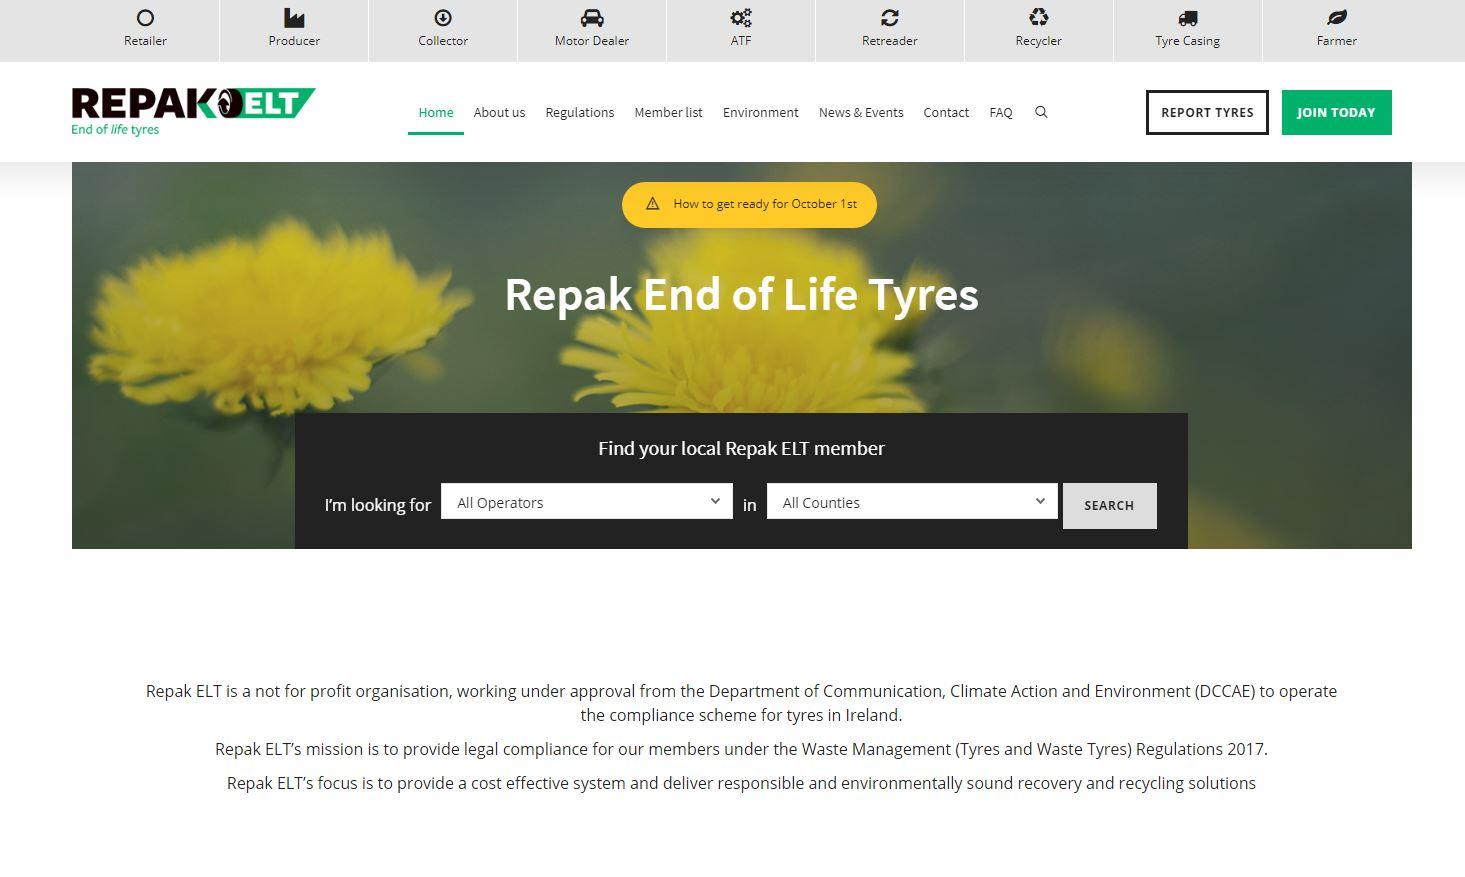 Retailer
Producer
Collector
Motor Dealer
ATF
Retreader
Recycler
Tyre Casing
Farmer
REPAK ELT
End of life tyres
Home
About us
Regulations
Member list
Environment
News & Events
Contact
FAQ
REPORT TYRES
JOIN TODAY
How to get ready for October 1st
Repak End of Life Tyres
Find your local Repak ELT member
I'm looking for
All Operators
in
All Counties
SEARCH
Repak ELT is a not for profit organisation, working under approval from the Department of Communication, Climate Action and Environment (DCCAE) to operate
the compliance scheme for tyres in Ireland.
Repak ELT's mission is to provide legal compliance for our members under the Waste Management (Tyres and Waste Tyres) Regulations 2017.
Repak ELT's focus is to provide a cost effective system and deliver responsible and environmentally sound recovery and recycling solutions